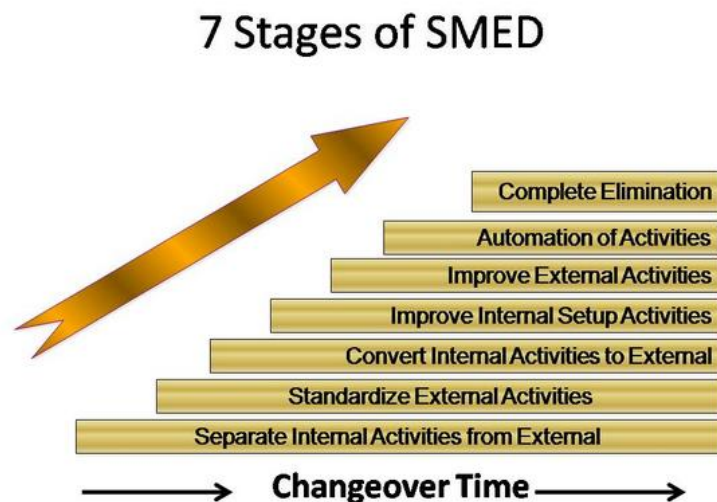 7 Stages of SMED
Complete Elimination
Automation of Activities
Improve External Activities
Improve Internal Setup Activities
Convert Internal Activities to External
Standardize External Activities
Separate Internal Activities from External
Changeover Time